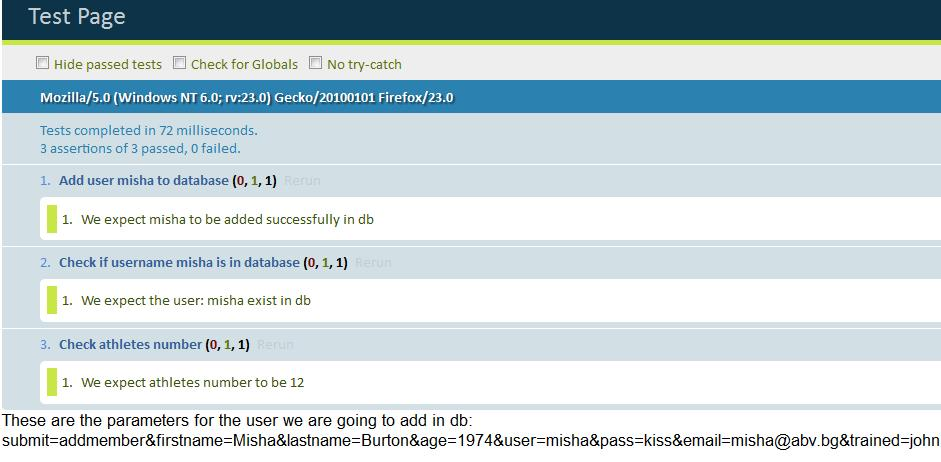 Test Page
Hide passed tests Check for Globals No try-catch
Mozilla/5.0 (Windows NT 6.0; rv:23.0) Gecko/20100101 Firefox/23.0
Tests completed in 72 milliseconds.
3 assertions of 3 passed, 0 failed.
1. Add user misha to database (0, 1, 1) Rerun
1. We expect misha to be added successfully in db
2. Check if username misha is in database (0, 1, 1) Rerun
1. We expect the user: misha exist in db
3. Check athletes number (0, 1, 1) Rerun
1. We expect athletes number to be 12
These are the parameters for the user we are going to add in db:
submit=addmember&firstname=Misha&lastname=Burton&age=1974&user=misha&pass=kiss&email=misha@abv.bg&trained=john